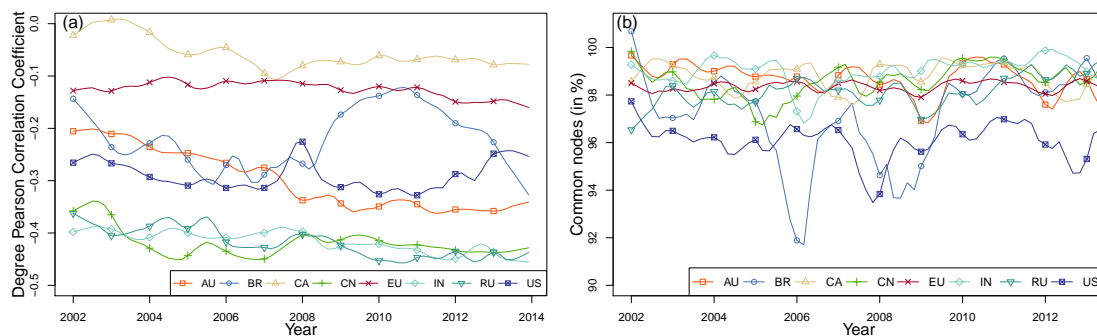 (a)
Degree Pearson Correlation Coefficient
0.0
−0.1
−0.2
−0.3
−0.4
−0.5
AU BR CA CN EU IN RU US
2002 2004 2006 2008 2010 2012 2014
Year
(b)
Common nodes (in %)
100
98
96
94
92
90
AU BR CA CN EU IN RU US
2002 2004 2006 2008 2010 2012
Year